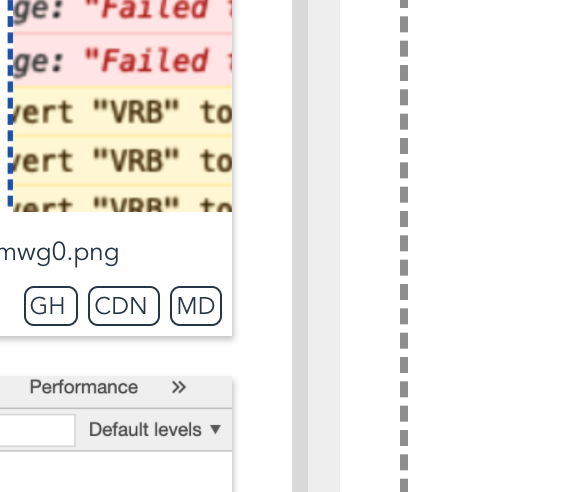 ge: "Failed
ge: "Failed
vert "VRB" to
vert "VRB" to
vert "VRB" to
mwg0.png
GH CDN MD
Performance »
Default levels ▼